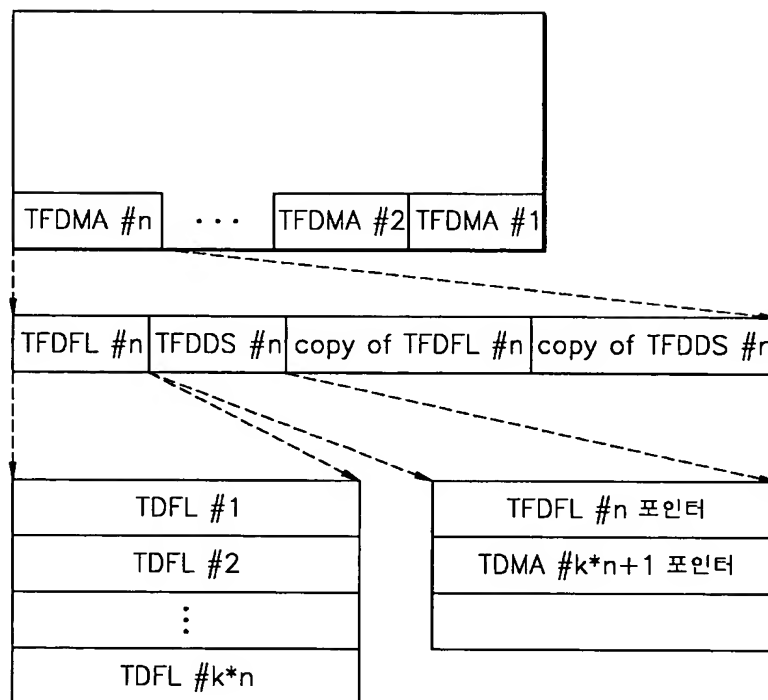 TFDMA #n ... TFDMA #2 TFDMA #1
TFDFL #n TFDDS #n copy of TFDFL #n copy of TFDDS #n
TDFL #1
TDFL #2
⋮
TDFL #k*n
TFDFL #n 포인터
TDMA #k*n+1 포인터